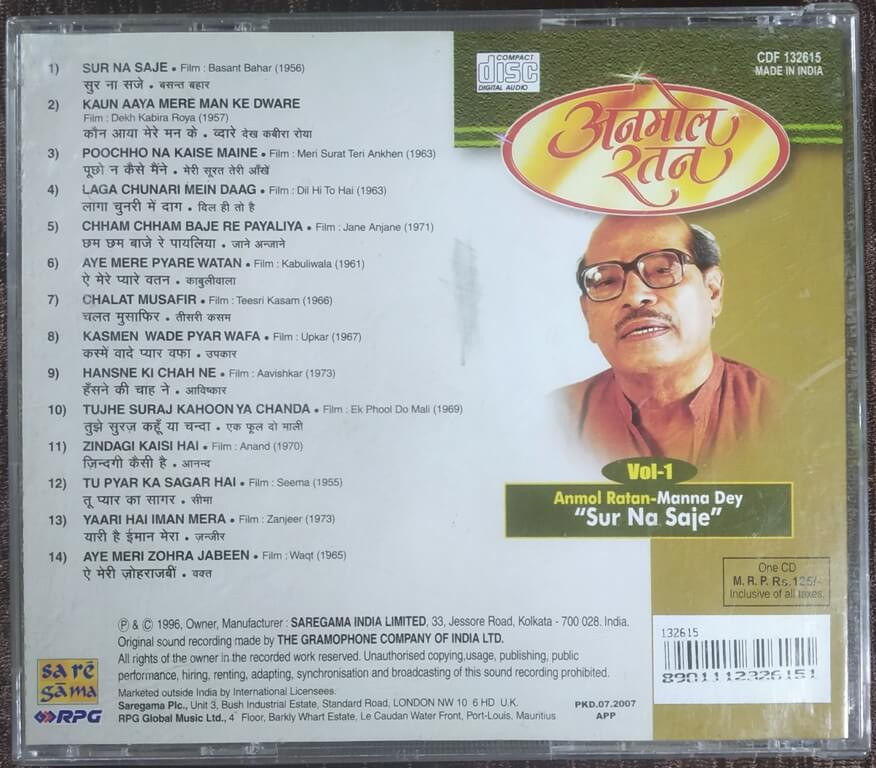 1) SUR NA SAJE • Film : Basant Bahar (1956)
सुर ना सजे • बसन्त बहार
2) KAUN AAYA MERE MAN KE DWARE
Film : Dekh Kabira Roya (1957)
कौन आया मेरे मन के • व्दारे देख कबीरा रोया
3) POOCHHO NA KAISE MAINE • Film : Meri Surat Teri Ankhen (1963)
पूछो न कैसे मैंने • मेरी सूरत तेरी आँखें
4) LAGA CHUNARI MEIN DAAG • Film : Dil Hi To Hai (1963)
लागा चुनरी में दाग • दिल ही तो है
5) CHHAM CHHAM BAJE RE PAYALIYA • Film : Jane Anjane (1971)
छम छम बाजे रे पायलिया • जाने अन्जाने
6) AYE MERE PYARE WATAN • Film : Kabuliwala (1961)
ऐ मेरे प्यारे वतन • काबुलीवाला
7) CHALAT MUSAFIR • Film : Teesri Kasam (1966)
चलत मुसाफिर • तीसरी कसम
8) KASMEN WADE PYAR WAFA • Film : Upkar (1967)
कस्में वादे प्यार वफा • उपकार
9) HANSNE KI CHAH NE • Film : Aavishkar (1973)
हँसने की चाह ने • आविष्कार
10) TUJHE SURAJ KAHOON YA CHANDA • Film : Ek Phool Do Mali (1969)
तुझे सुरज़ कहूँ या चन्दा • एक फूल दो माली
11) ZINDAGI KAISI HAI • Film : Anand (1970)
ज़िन्दगी कैसी है • आनन्द
12) TU PYAR KA SAGAR HAI • Film : Seema (1955)
तू प्यार का सागर • सीमा
13) YAARI HAI IMAN MERA • Film : Zanjeer (1973)
यारी है ईमान मेरा • ज़न्जीर
14) AYE MERI ZOHRA JABEEN • Film : Waqt (1965)
ऐ मेरी ज़ोहराजबीं • वक्त
COMPACT
disc
DIGITAL AUDIO
CDF 132615
MADE IN INDIA
अनमोल
रतन
Vol-1
Anmol Ratan-Manna Dey
"Sur Na Saje"
One CD
M. R. P. Rs.125/-
Inclusive of all taxes.
132615
8901112326151
℗ & © 1996, Owner, Manufacturer : SAREGAMA INDIA LIMITED, 33, Jessore Road, Kolkata - 700 028. India.
Original sound recording made by THE GRAMOPHONE COMPANY OF INDIA LTD.
All rights of the owner in the recorded work reserved. Unauthorised copying,usage, publishing, public
performance, hiring, renting, adapting, synchronisation and broadcasting of this sound recording prohibited.
Marketed outside India by International Licensees.
Saregama Plc., Unit 3, Bush Industrial Estate, Standard Road, LONDON NW 10 6 HD U.K.
RPG Global Music Ltd., 4 Floor, Barkly Whart Estate, Le Caudan Water Front, Port-Louis, Mauritius
PKD.07.2007
APP
sa re
gama
RPG